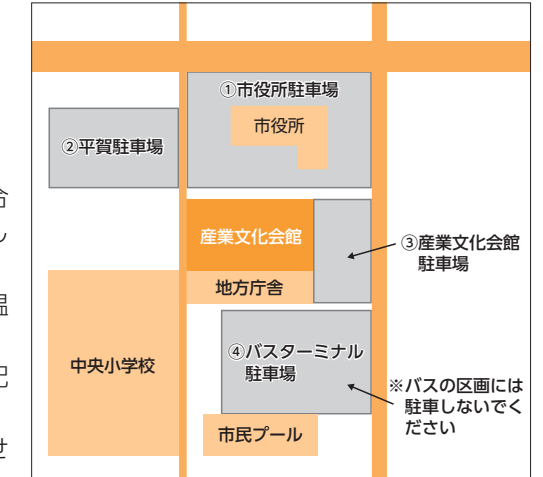 ①市役所駐車場
市役所
②平賀駐車場
産業文化会館
③産業文化会館
駐車場
地方庁舎
中央小学校
④バスターミナル
駐車場
※バスの区画には
駐車しないでく
ださい
市民プール